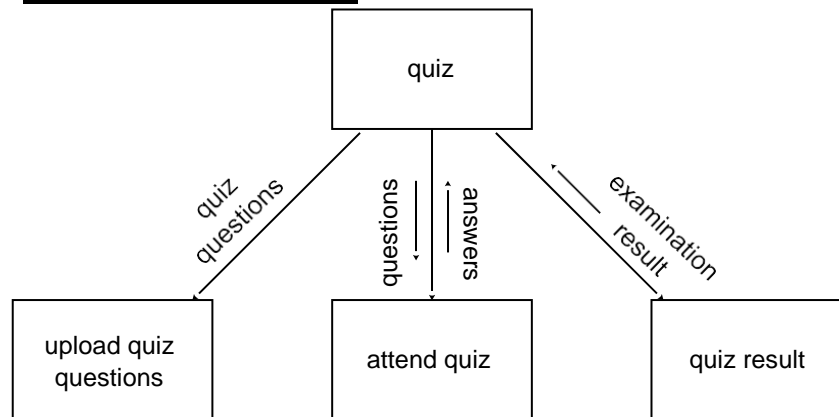 quiz
quiz
questions
questions
answers
examination
result
upload quiz
questions
attend quiz
quiz result